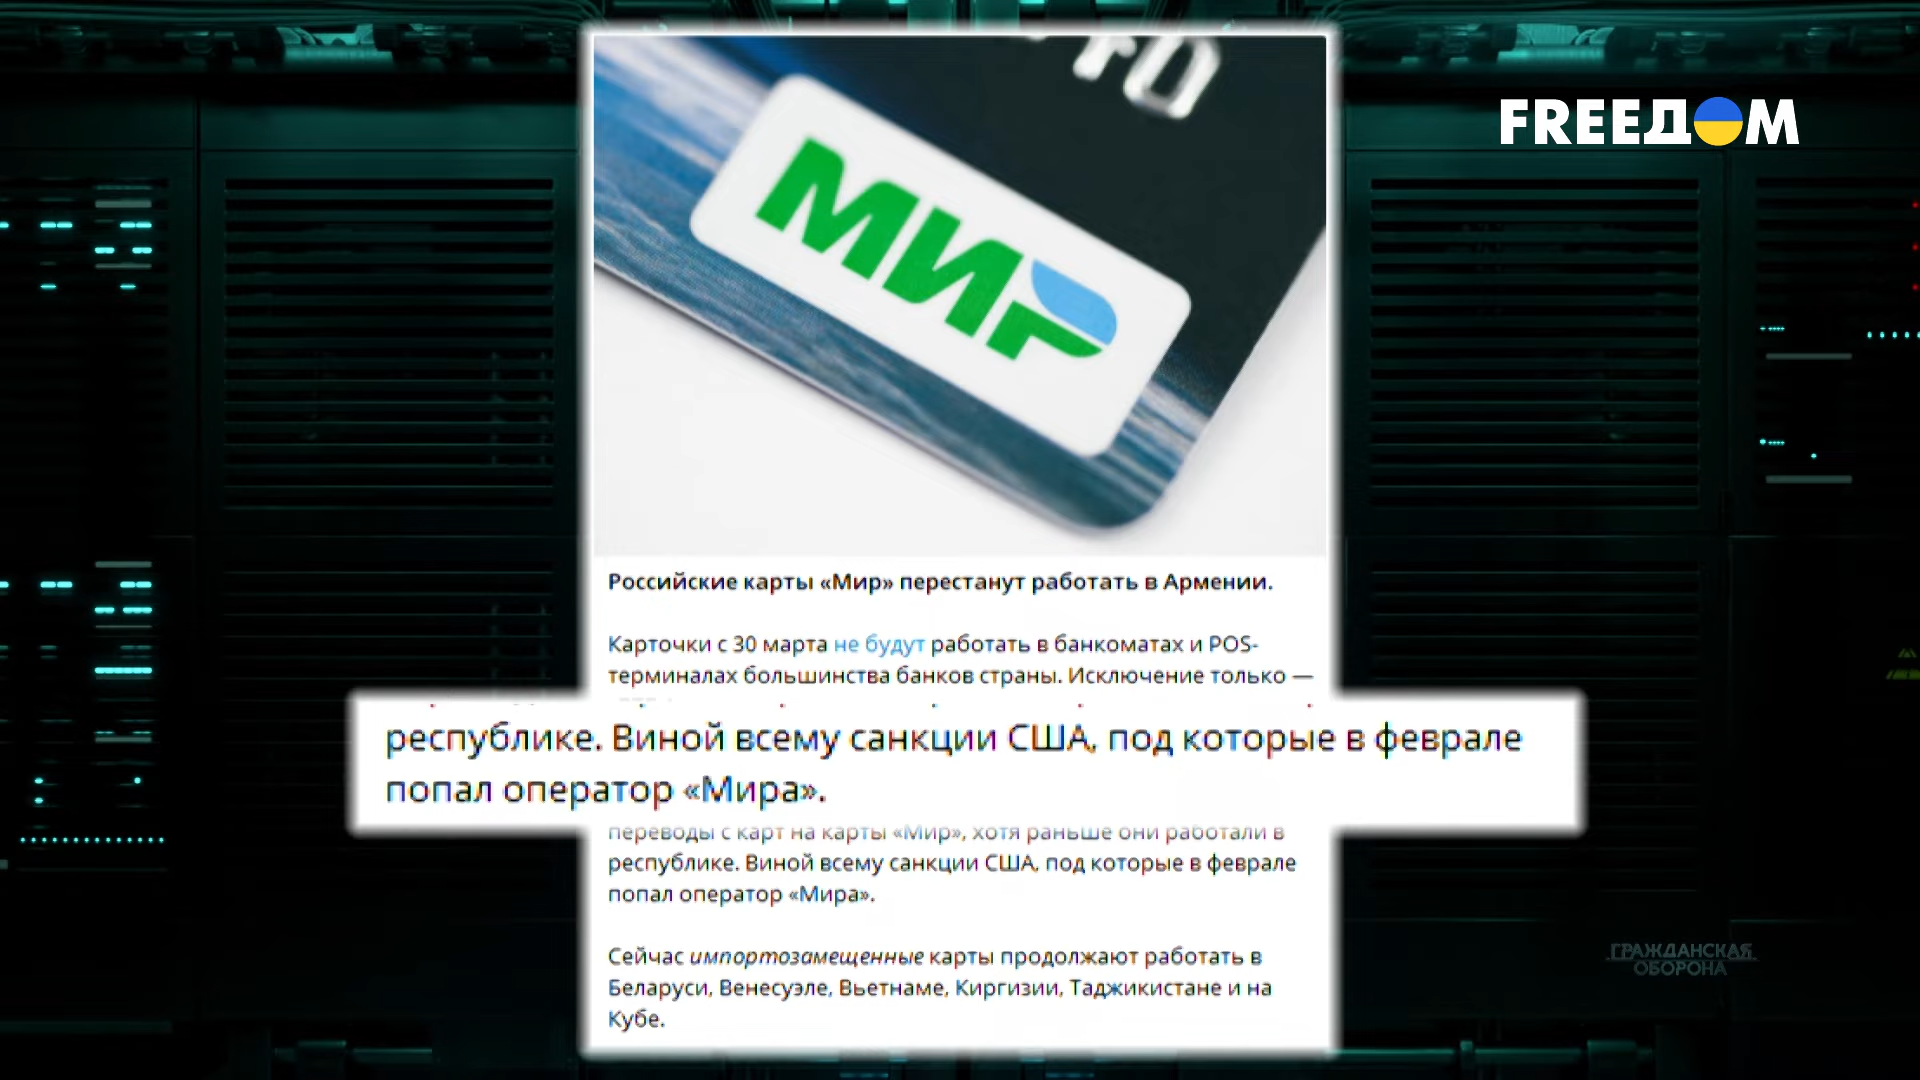 FREEДОМ
МИР
Российские карты «Мир» перестанут работать в Армении.
Карточки с 30 марта не будут работать в банкоматах и POS-
терминалах большинства банков страны. Исключение только —
республике. Виной всему санкции США, под которые в феврале
попал оператор «Мира».
переводы с карт на карты «Мир», хотя раньше они работали в
республике. Виной всему санкции США, под которые в феврале
попал оператор «Мира».
Сейчас импортозамещенные карты продолжают работать в
Беларуси, Венесуэле, Вьетнаме, Киргизии, Таджикистане и на
Кубе.
ГРАЖДАНСКАЯ
ОБОРОНА